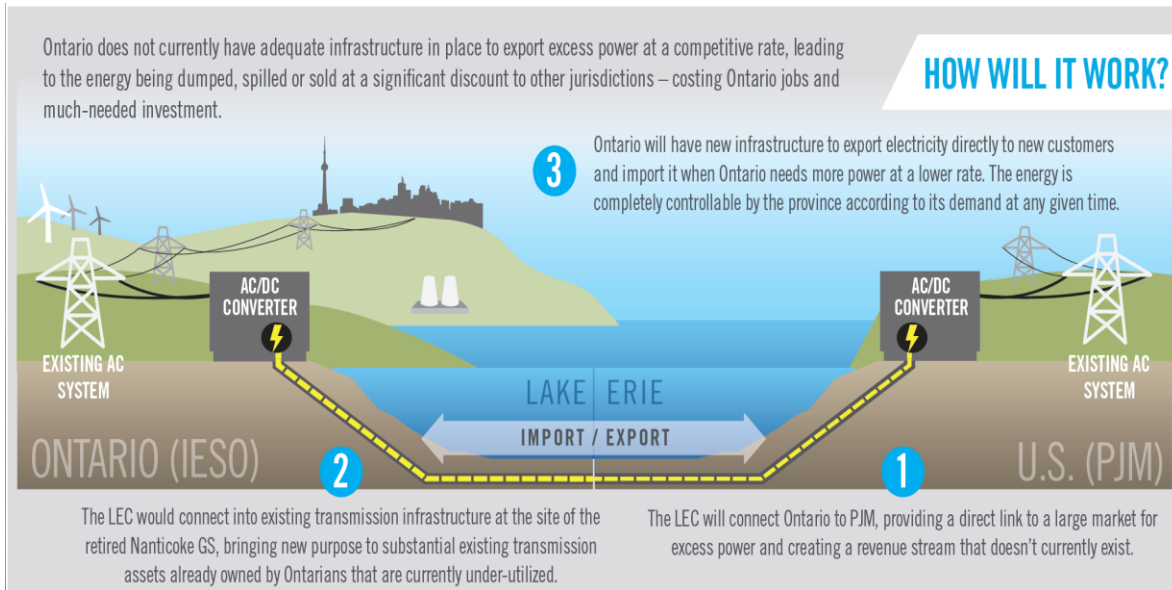 Ontario does not currently have adequate infrastructure in place to export excess power at a competitive rate, leading
to the energy being dumped, spilled or sold at a significant discount to other jurisdictions – costing Ontario jobs and
much-needed investment.
HOW WILL IT WORK?
3
Ontario will have new infrastructure to export electricity directly to new customers
and import it when Ontario needs more power at a lower rate. The energy is
completely controllable by the province according to its demand at any given time.
AC/DC
CONVERTER
AC/DC
CONVERTER
EXISTING AC
SYSTEM
EXISTING AC
SYSTEM
LAKE ERIE
IMPORT / EXPORT
ONTARIO (IESO)
2
1
U.S. (PJM)
The LEC would connect into existing transmission infrastructure at the site of the
retired Nanticoke GS, bringing new purpose to substantial existing transmission
assets already owned by Ontarians that are currently under-utilized.
The LEC will connect Ontario to PJM, providing a direct link to a large market for
excess power and creating a revenue stream that doesn't currently exist.